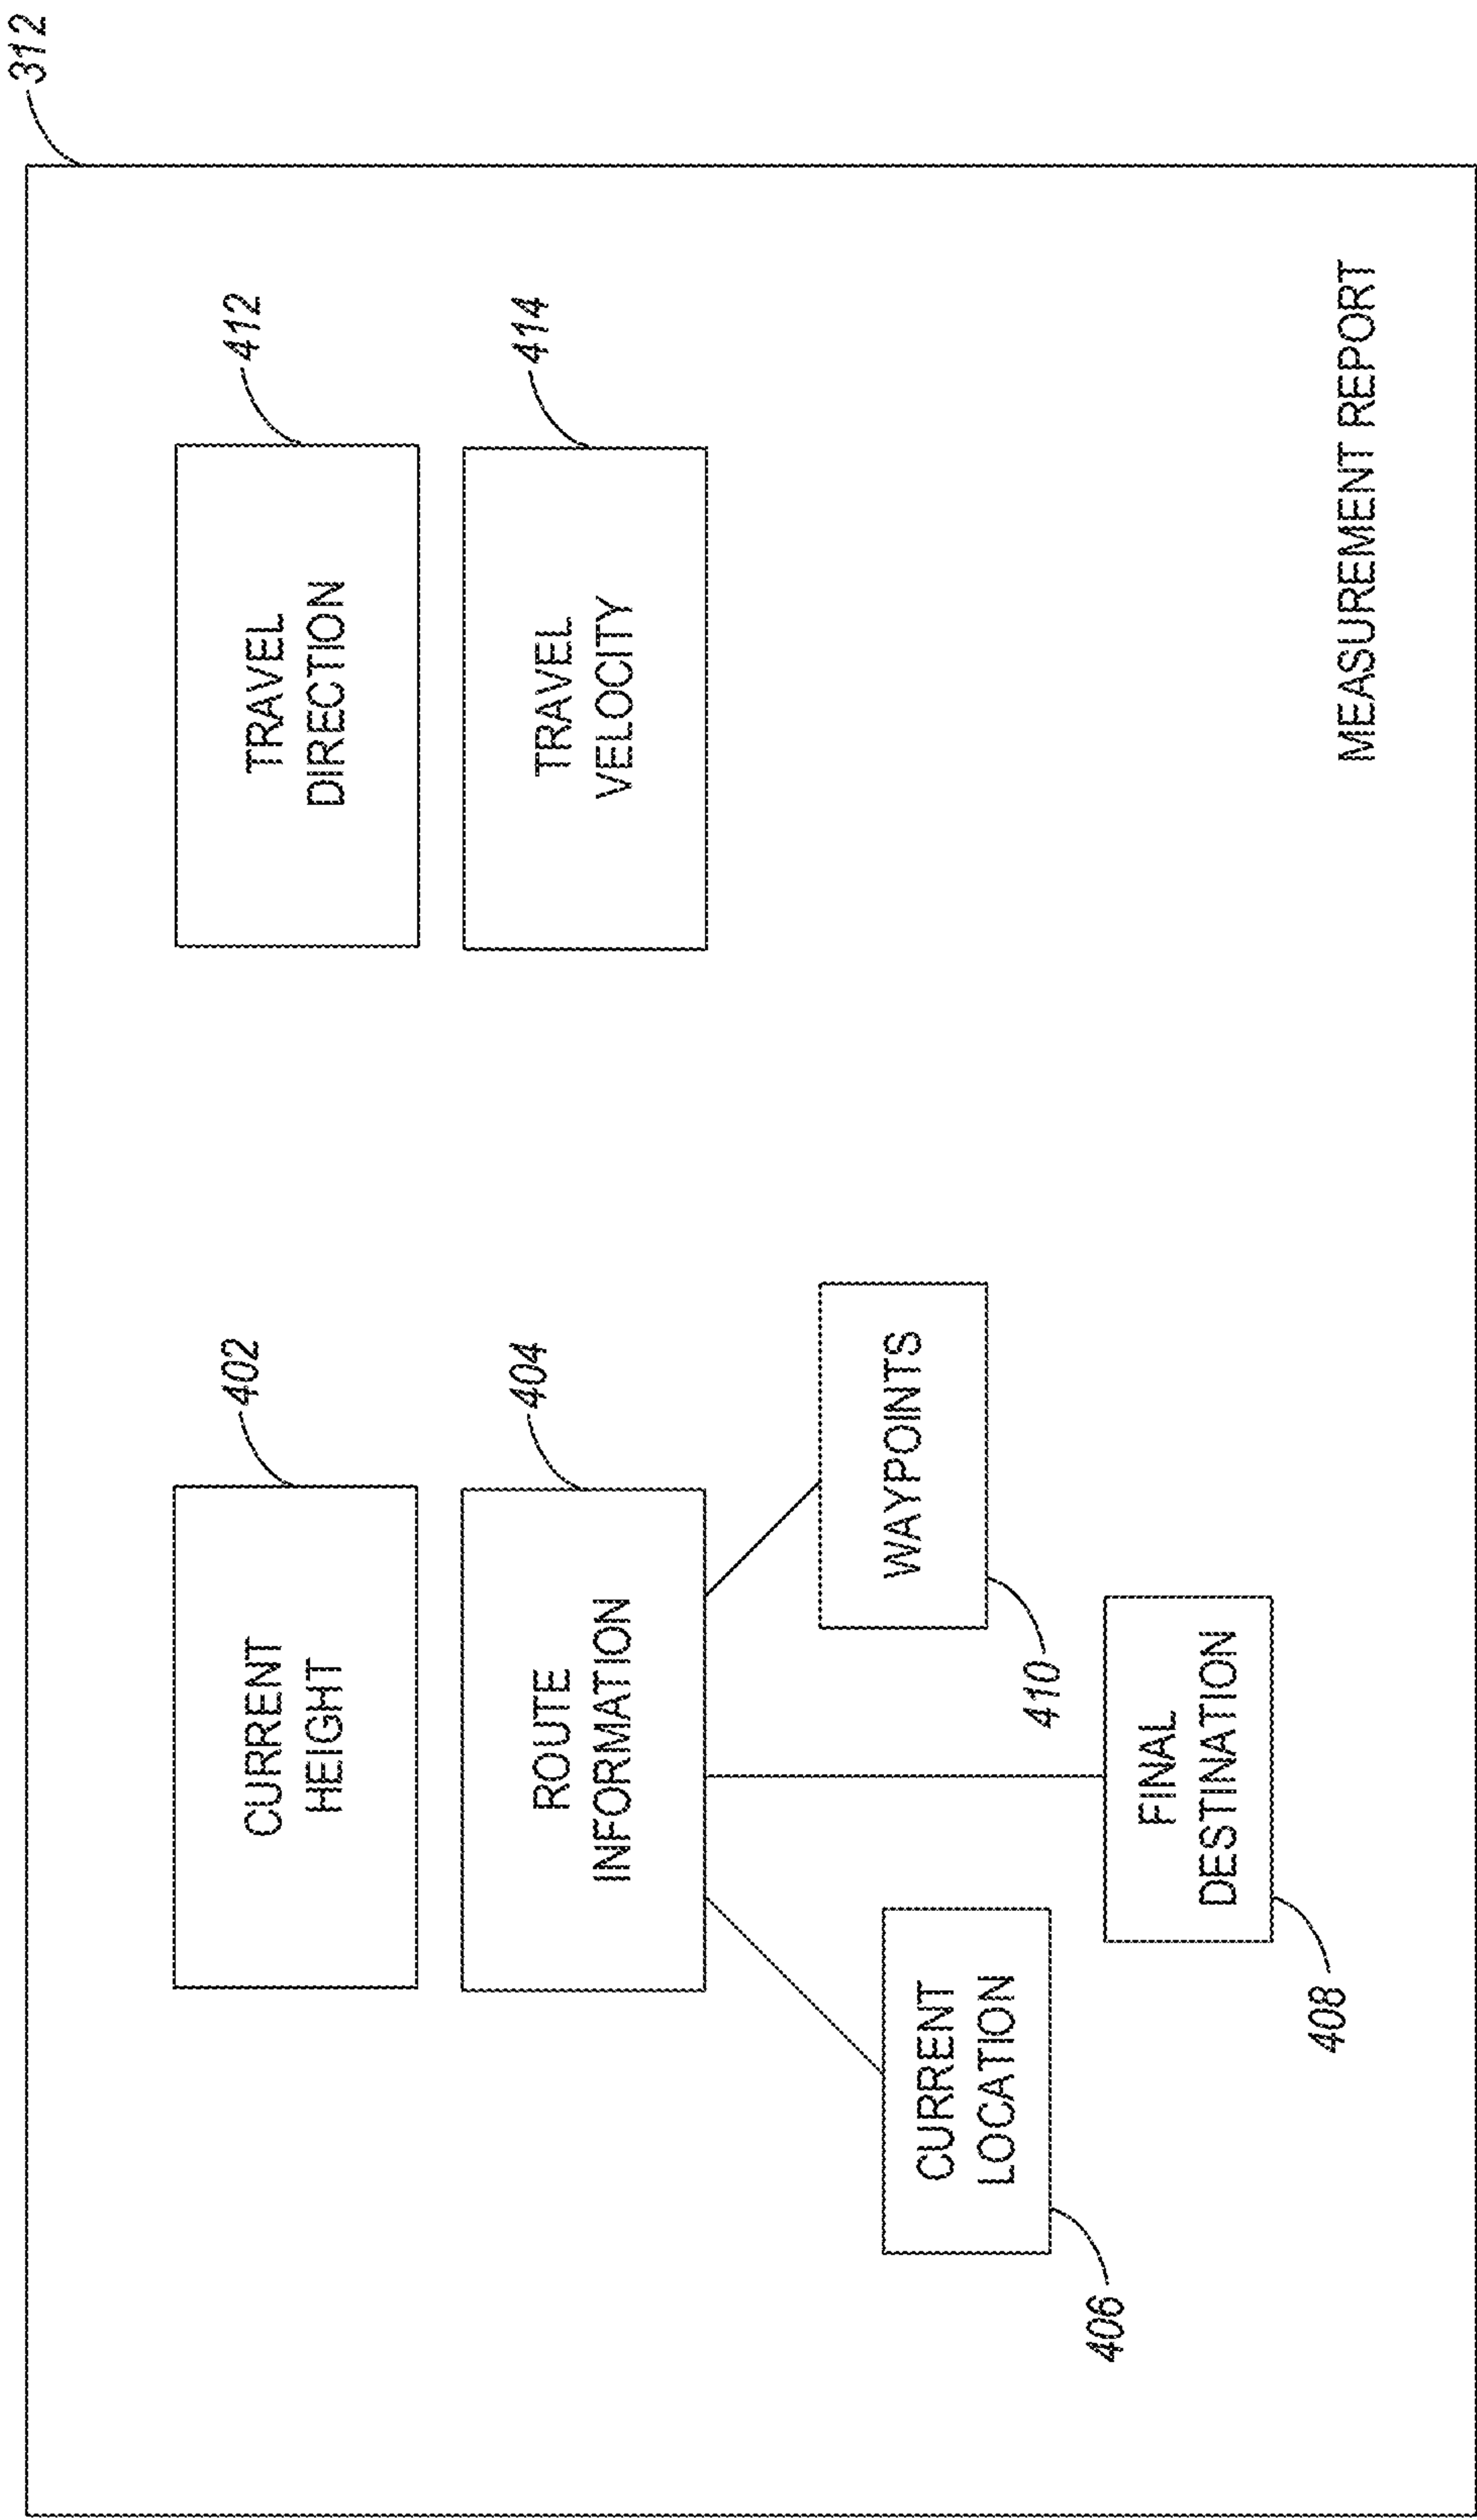 312
CURRENT
HEIGHT
402
TRAVEL
DIRECTION
412
ROUTE
INFORMATION
404
TRAVEL
VELOCITY
414
WAYPOINTS
410
CURRENT
LOCATION
406
FINAL
DESTINATION
408
MEASUREMENT REPORT